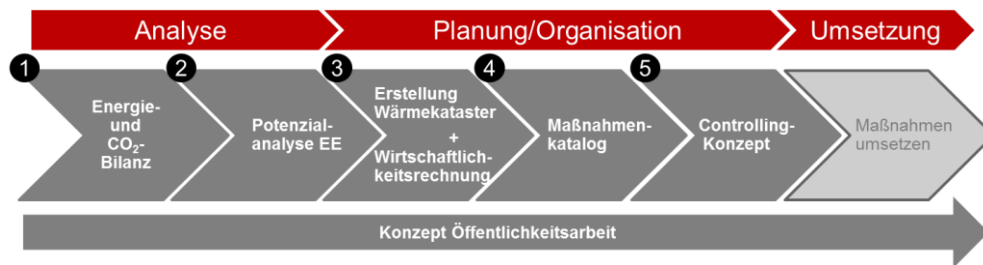 Analyse
Planung/Organisation
Umsetzung
1
2
3
4
5
Energie-
und
CO₂-
Bilanz
Potenzial-
analyse EE
Erstellung
Wärmekataster
+
Wirtschaftlich-
keitsrechnung
Maßnahmen-
katalog
Controlling-
Konzept
Maßnahmen
umsetzen
Konzept Öffentlichkeitsarbeit